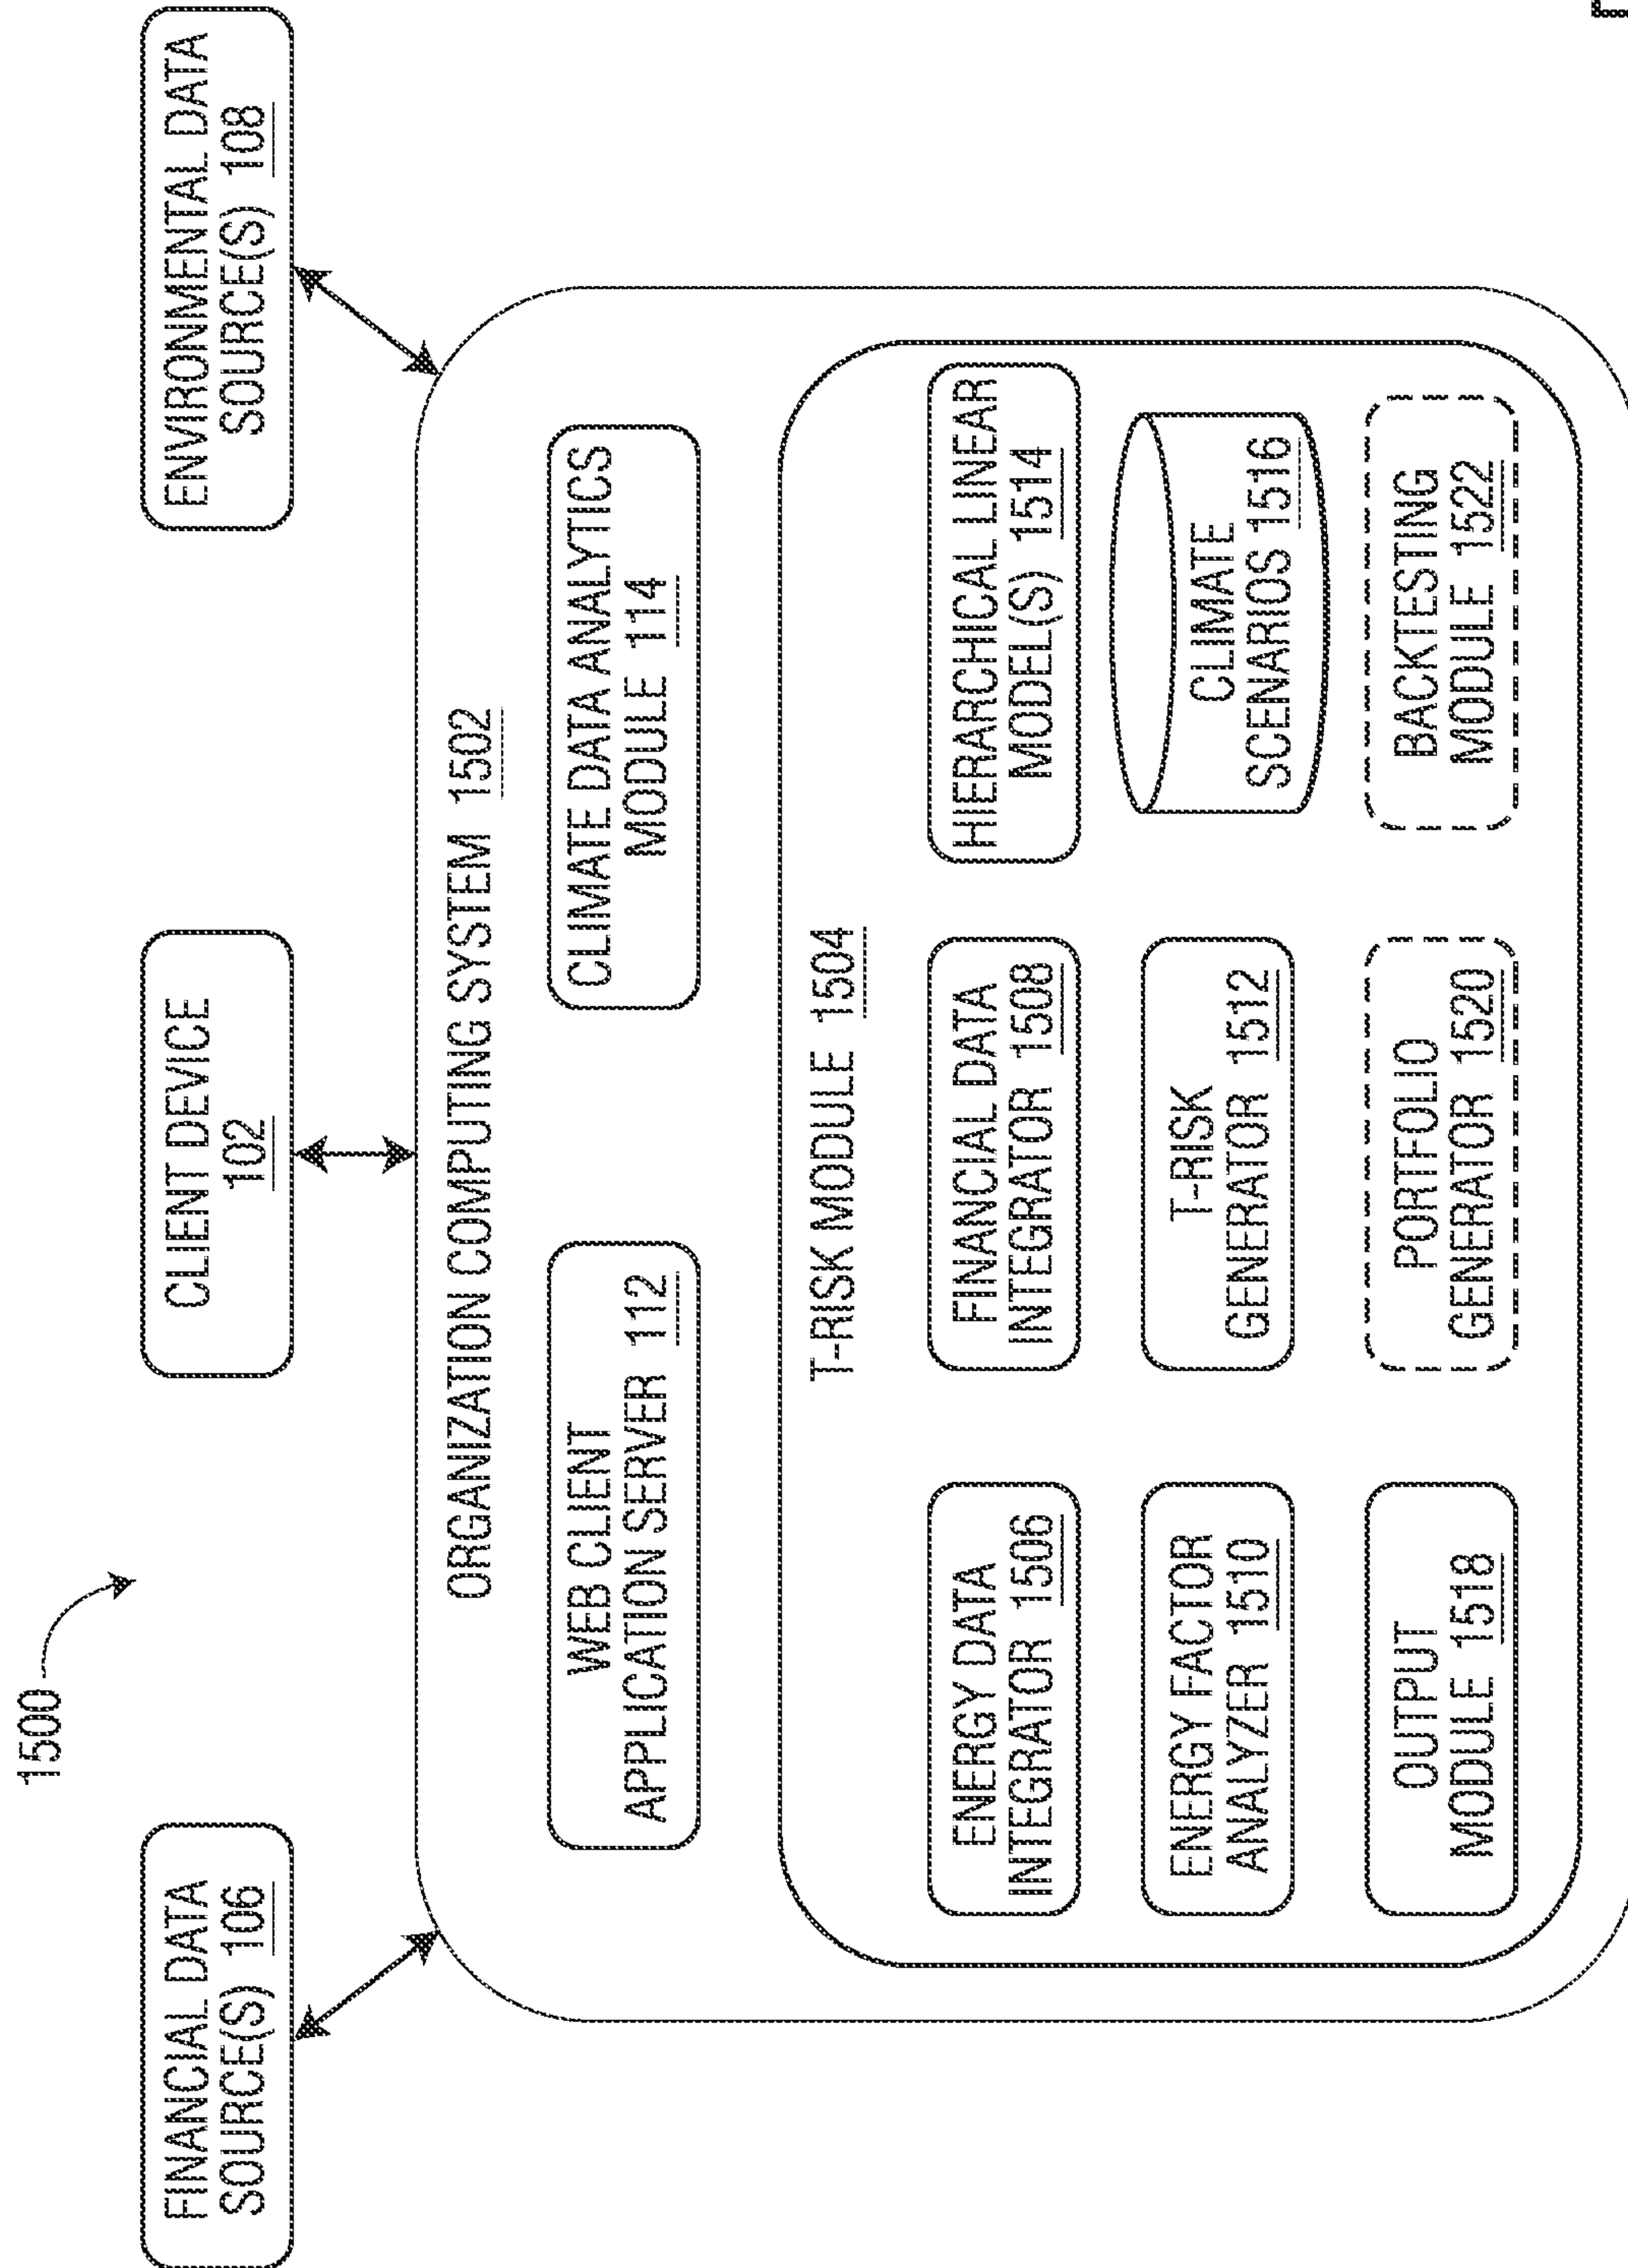 1500
FINANCIAL DATA
SOURCE(S) 106
CLIENT DEVICE
102
ENVIRONMENTAL DATA
SOURCE(S) 108
ORGANIZATION COMPUTING SYSTEM 1502
WEB CLIENT
APPLICATION SERVER 112
CLIMATE DATA ANALYTICS
MODULE 114
T-RISK MODULE 1504
ENERGY DATA
INTEGRATOR 1506
FINANCIAL DATA
INTEGRATOR 1508
HIERARCHICAL LINEAR
MODEL(S) 1514
ENERGY FACTOR
ANALYZER 1510
T-RISK
GENERATOR 1512
CLIMATE
SCENARIOS 1516
OUTPUT
MODULE 1518
PORTFOLIO
GENERATOR 1520
BACKTESTING
MODULE 1522